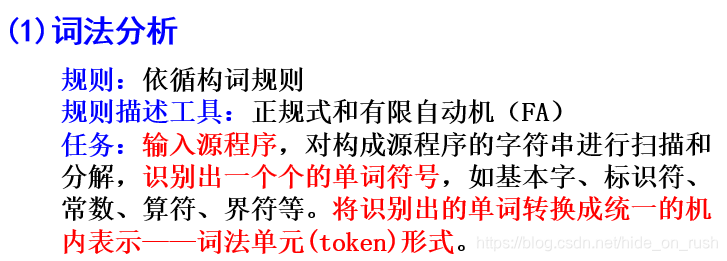 (1)词法分析
规则：依循构词规则
规则描述工具：正规式和有限自动机（FA）
任务：输入源程序，对构成源程序的字符串进行扫描和
分解，识别出一个个的单词符号，如基本字、标识符、
常数、算符、界符等。将识别出的单词转换成统一的机
内表示——词法单元(token)形式。
https://blog.csdn.net/hide_on_rush